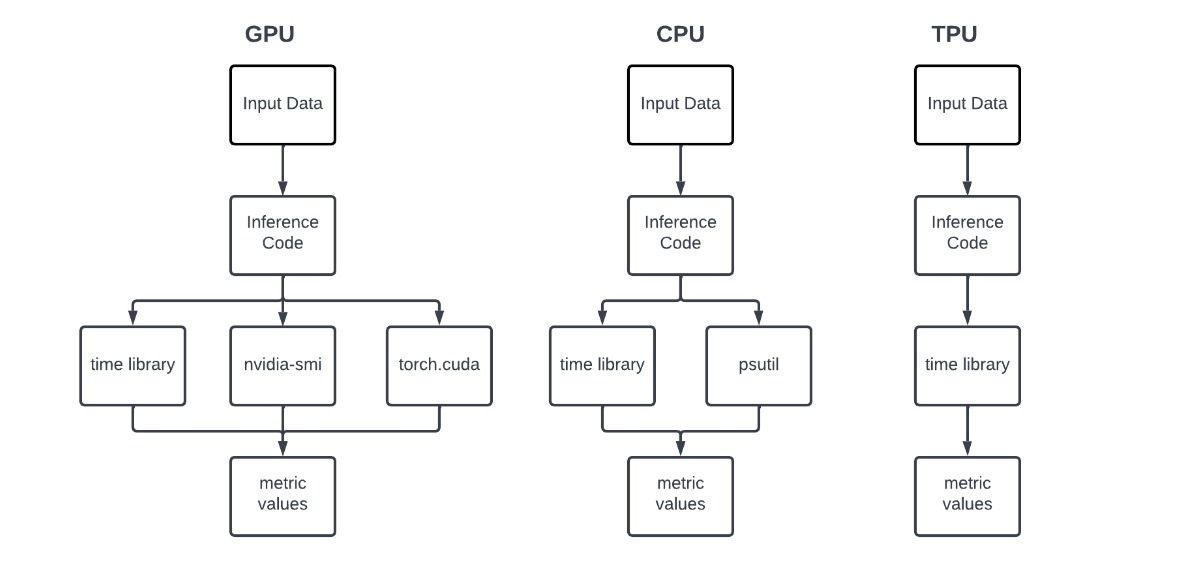 GPU
CPU
TPU
Input Data
Input Data
Input Data
Inference
Code
Inference
Code
Inference
Code
time library
nvidia-smi
torch.cuda
time library
psutil
time library
metric
values
metric
values
metric
values